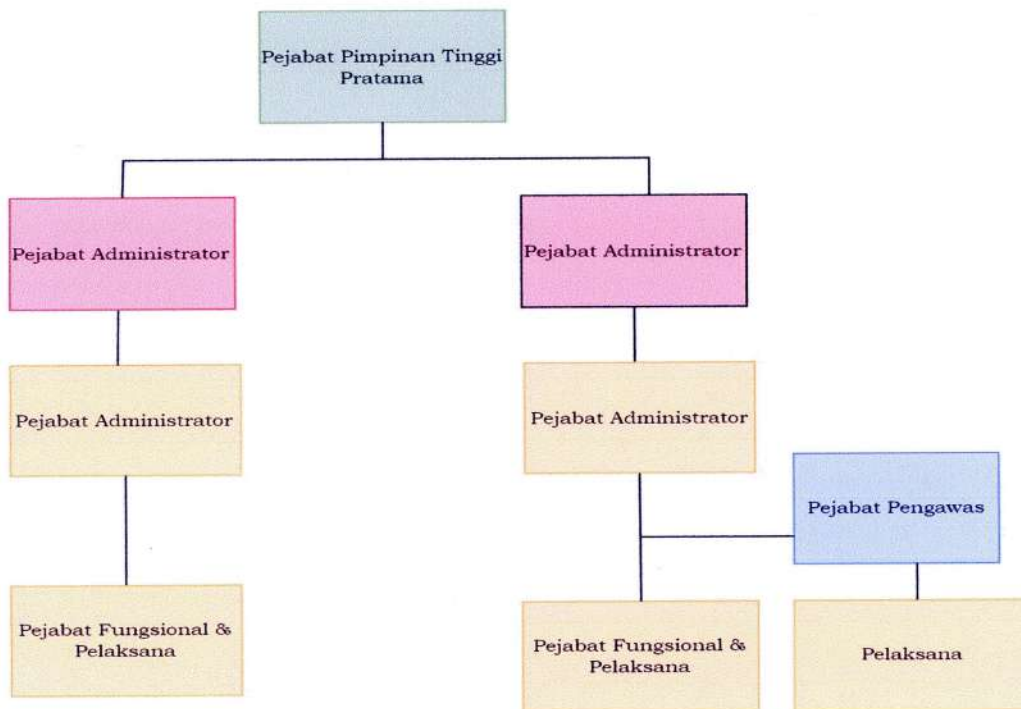 Pejabat Pimpinan Tinggi
Pratama
Pejabat Administrator
Pejabat Administrator
Pejabat Administrator
Pejabat Administrator
Pejabat Pengawas
Pejabat Fungsional &
Pelaksana
Pejabat Fungsional &
Pelaksana
Pelaksana